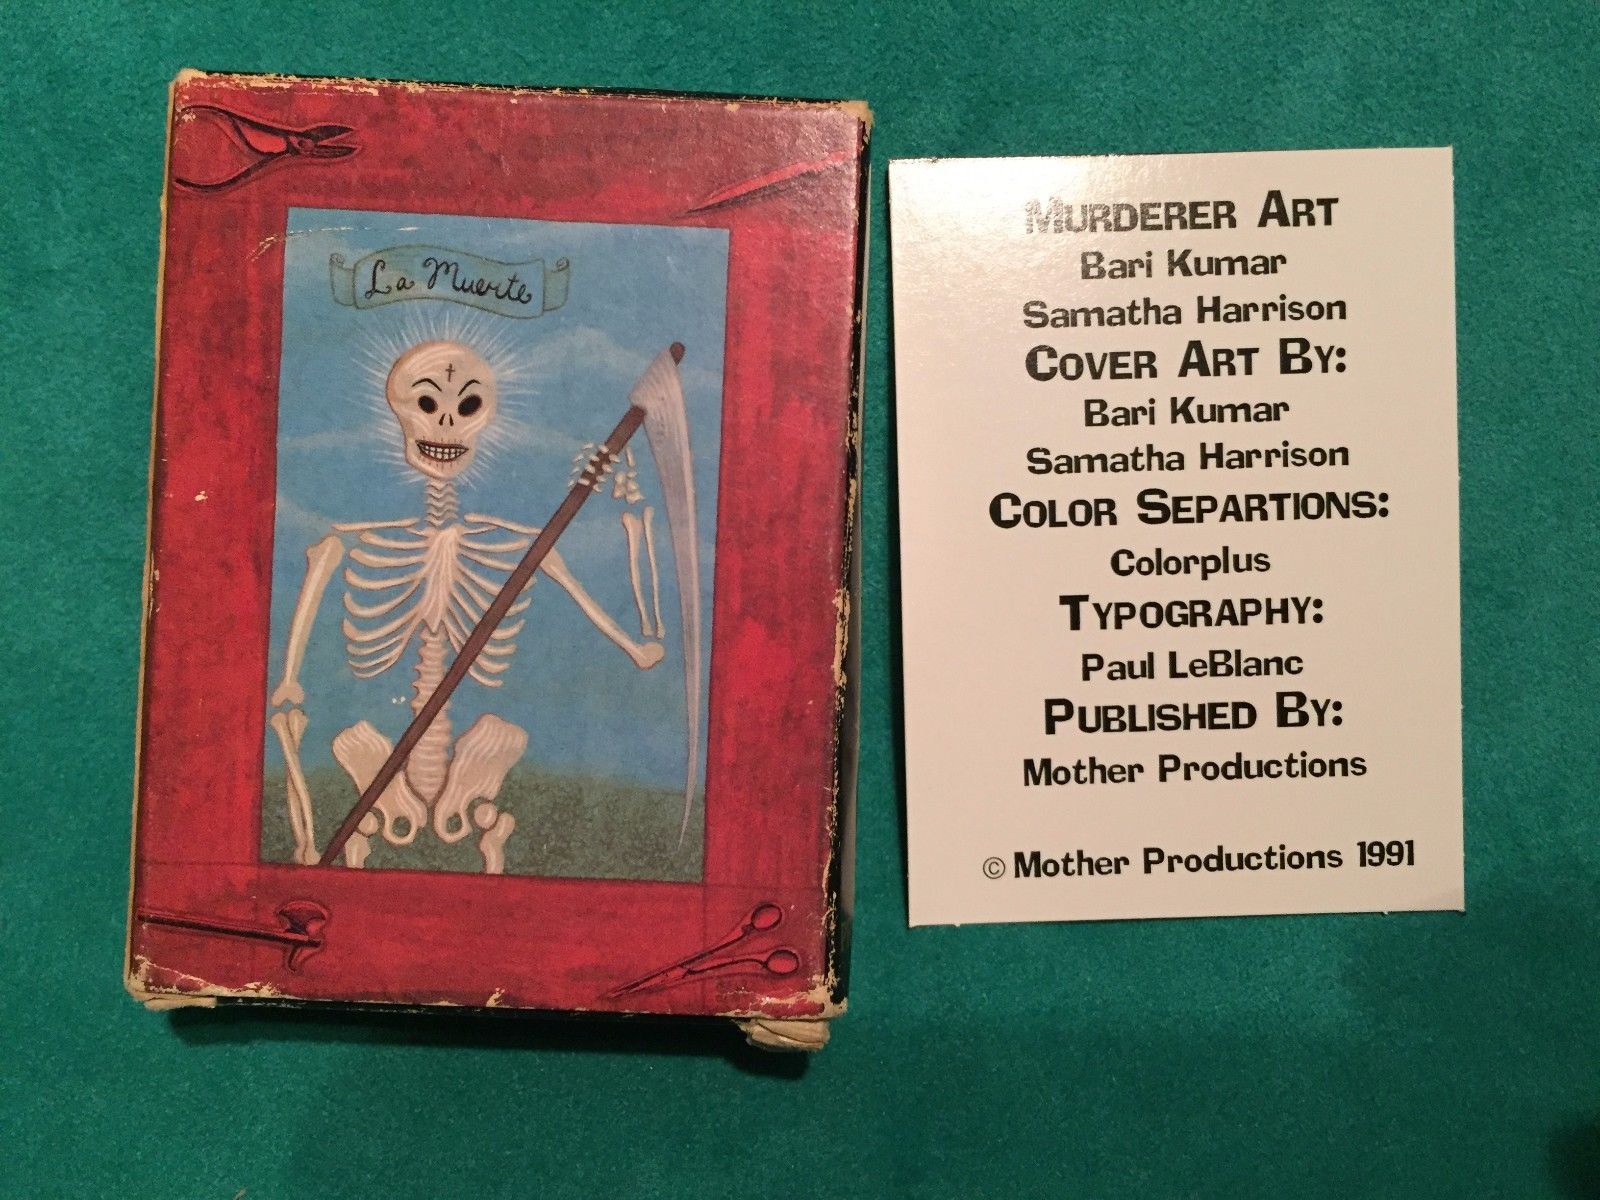 La Muerte
MURDERER ART
Bari Kumar
Samatha Harrison
COVER ART BY:
Bari Kumar
Samatha Harrison
COLOR SEPARTIONS:
Colorplus
TYPOGRAPHY:
Paul LeBlanc
PUBLISHED BY:
Mother Productions
© Mother Productions 1991